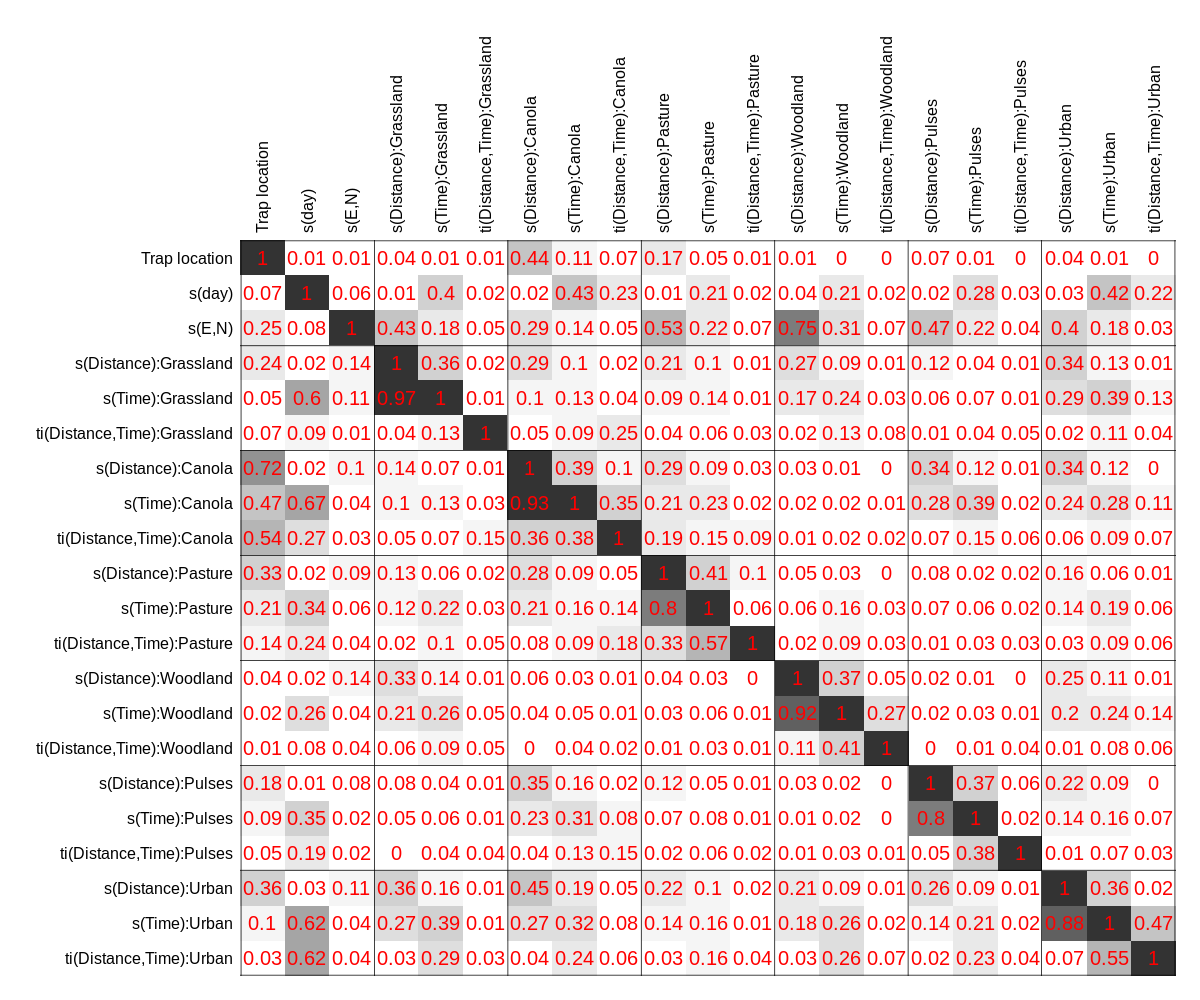 Trap location s(day) s(E,N) s(Distance):Grassland s(Time):Grassland ti(Distance,Time):Grassland s(Distance):Canola s(Time):Canola ti(Distance,Time):Canola s(Distance):Pasture s(Time):Pasture ti(Distance,Time):Pasture s(Distance):Woodland s(Time):Woodland ti(Distance,Time):Woodland s(Distance):Pulses s(Time):Pulses ti(Distance,Time):Pulses s(Distance):Urban s(Time):Urban ti(Distance,Time):Urban
Trap location 1 0.01 0.01 0.04 0.01 0.01 0.44 0.11 0.07 0.17 0.05 0.01 0.01 0 0 0.07 0.01 0 0.04 0.01 0
s(day) 0.07 1 0.06 0.01 0.4 0.02 0.02 0.43 0.23 0.01 0.21 0.02 0.04 0.21 0.02 0.02 0.28 0.03 0.03 0.42 0.22
s(E,N) 0.25 0.08 1 0.43 0.18 0.05 0.29 0.14 0.05 0.53 0.22 0.07 0.75 0.31 0.07 0.47 0.22 0.04 0.4 0.18 0.03
s(Distance):Grassland 0.24 0.02 0.14 1 0.36 0.02 0.29 0.1 0.02 0.21 0.1 0.01 0.27 0.09 0.01 0.12 0.04 0.01 0.34 0.13 0.01
s(Time):Grassland 0.05 0.6 0.11 0.97 1 0.01 0.1 0.13 0.04 0.09 0.14 0.01 0.17 0.24 0.03 0.06 0.07 0.01 0.29 0.39 0.13
ti(Distance,Time):Grassland 0.07 0.09 0.01 0.04 0.13 1 0.05 0.09 0.25 0.04 0.06 0.03 0.02 0.13 0.08 0.01 0.04 0.05 0.02 0.11 0.04
s(Distance):Canola 0.72 0.02 0.1 0.14 0.07 0.01 1 0.39 0.1 0.29 0.09 0.03 0.03 0.01 0 0.34 0.12 0.01 0.34 0.12 0
s(Time):Canola 0.47 0.67 0.04 0.1 0.13 0.03 0.93 1 0.35 0.21 0.23 0.02 0.02 0.02 0.01 0.28 0.39 0.02 0.24 0.28 0.11
ti(Distance,Time):Canola 0.54 0.27 0.03 0.05 0.07 0.15 0.36 0.38 1 0.19 0.15 0.09 0.01 0.02 0.02 0.07 0.15 0.06 0.06 0.09 0.07
s(Distance):Pasture 0.33 0.02 0.09 0.13 0.06 0.02 0.28 0.09 0.05 1 0.41 0.1 0.05 0.03 0 0.08 0.02 0.02 0.16 0.06 0.01
s(Time):Pasture 0.21 0.34 0.06 0.12 0.22 0.03 0.21 0.16 0.14 0.8 1 0.06 0.06 0.16 0.03 0.07 0.06 0.02 0.14 0.19 0.06
ti(Distance,Time):Pasture 0.14 0.24 0.04 0.02 0.1 0.05 0.08 0.09 0.18 0.33 0.57 1 0.02 0.09 0.03 0.01 0.03 0.03 0.03 0.09 0.06
s(Distance):Woodland 0.04 0.02 0.14 0.33 0.14 0.01 0.06 0.03 0.01 0.04 0.03 0 1 0.37 0.05 0.02 0.01 0 0.25 0.11 0.01
s(Time):Woodland 0.02 0.26 0.04 0.21 0.26 0.05 0.04 0.05 0.01 0.03 0.06 0.01 0.92 1 0.27 0.02 0.03 0.01 0.2 0.24 0.14
ti(Distance,Time):Woodland 0.01 0.08 0.04 0.06 0.09 0.05 0 0.04 0.02 0.01 0.03 0.01 0.11 0.41 1 0 0.01 0.04 0.01 0.08 0.06
s(Distance):Pulses 0.18 0.01 0.08 0.08 0.04 0.01 0.35 0.16 0.02 0.12 0.05 0.01 0.03 0.02 0 1 0.37 0.06 0.22 0.09 0
s(Time):Pulses 0.09 0.35 0.02 0.05 0.06 0.01 0.23 0.31 0.08 0.07 0.08 0.01 0.01 0.02 0 0.8 1 0.02 0.14 0.16 0.07
ti(Distance,Time):Pulses 0.05 0.19 0.02 0 0.04 0.04 0.04 0.13 0.15 0.02 0.06 0.02 0.01 0.03 0.01 0.05 0.38 1 0.01 0.07 0.03
s(Distance):Urban 0.36 0.03 0.11 0.36 0.16 0.01 0.45 0.19 0.05 0.22 0.1 0.02 0.21 0.09 0.01 0.26 0.09 0.01 1 0.36 0.02
s(Time):Urban 0.1 0.62 0.04 0.27 0.39 0.01 0.27 0.32 0.08 0.14 0.16 0.01 0.18 0.26 0.02 0.14 0.21 0.02 0.88 1 0.47
ti(Distance,Time):Urban 0.03 0.62 0.04 0.03 0.29 0.03 0.04 0.24 0.06 0.03 0.16 0.04 0.03 0.26 0.07 0.02 0.23 0.04 0.07 0.55 1